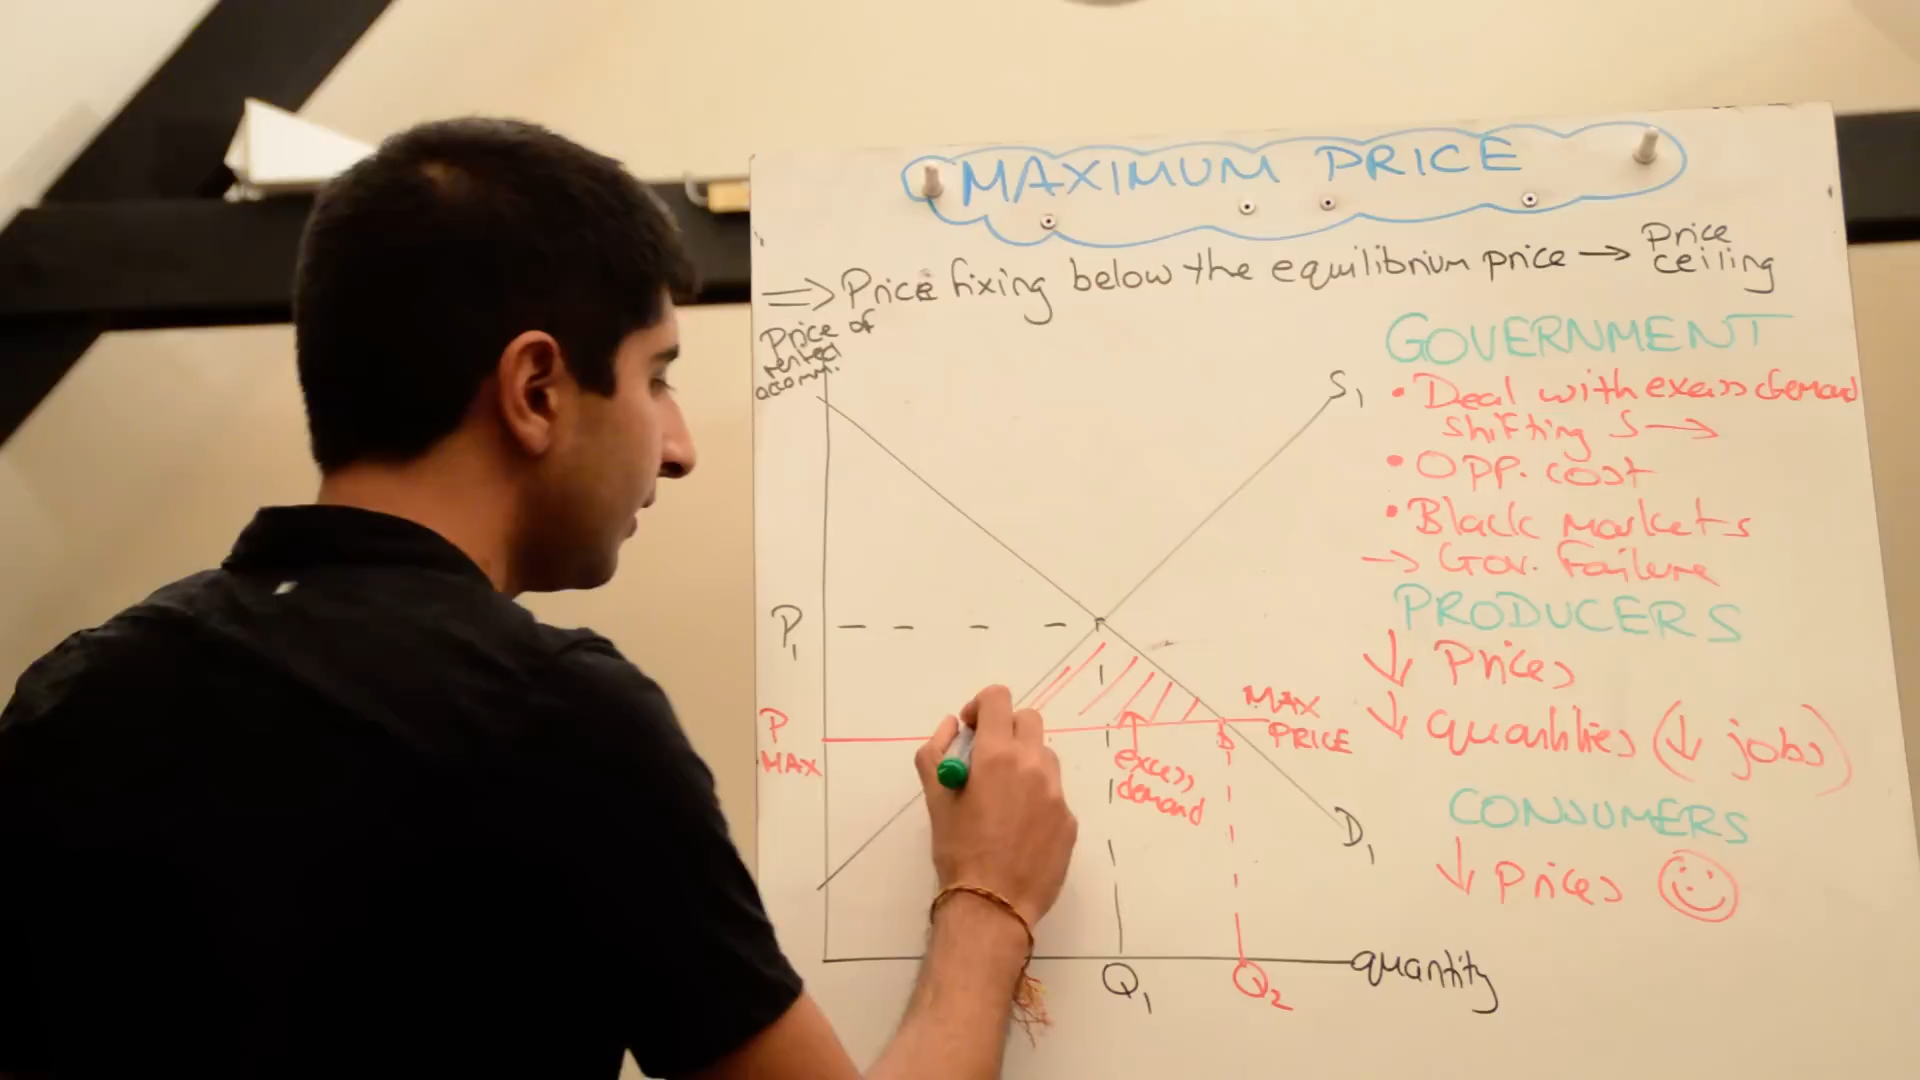 MAXIMUM PRICE
⇒ Price fixing below the equilibrium price → Price
ceiling
Price of
rented
accomm.
S1
P1
P
MAX
MAX
PRICE
excess
demand
D1
Q1
Q2
quantity
GOVERNMENT
• Deal with excess demand
shifting S →
• Opp. cost
• Black markets
→ Gov. Failure
PRODUCERS
↓ Prices
↓ quantities (↓ jobs)
CONSUMERS
↓ Prices